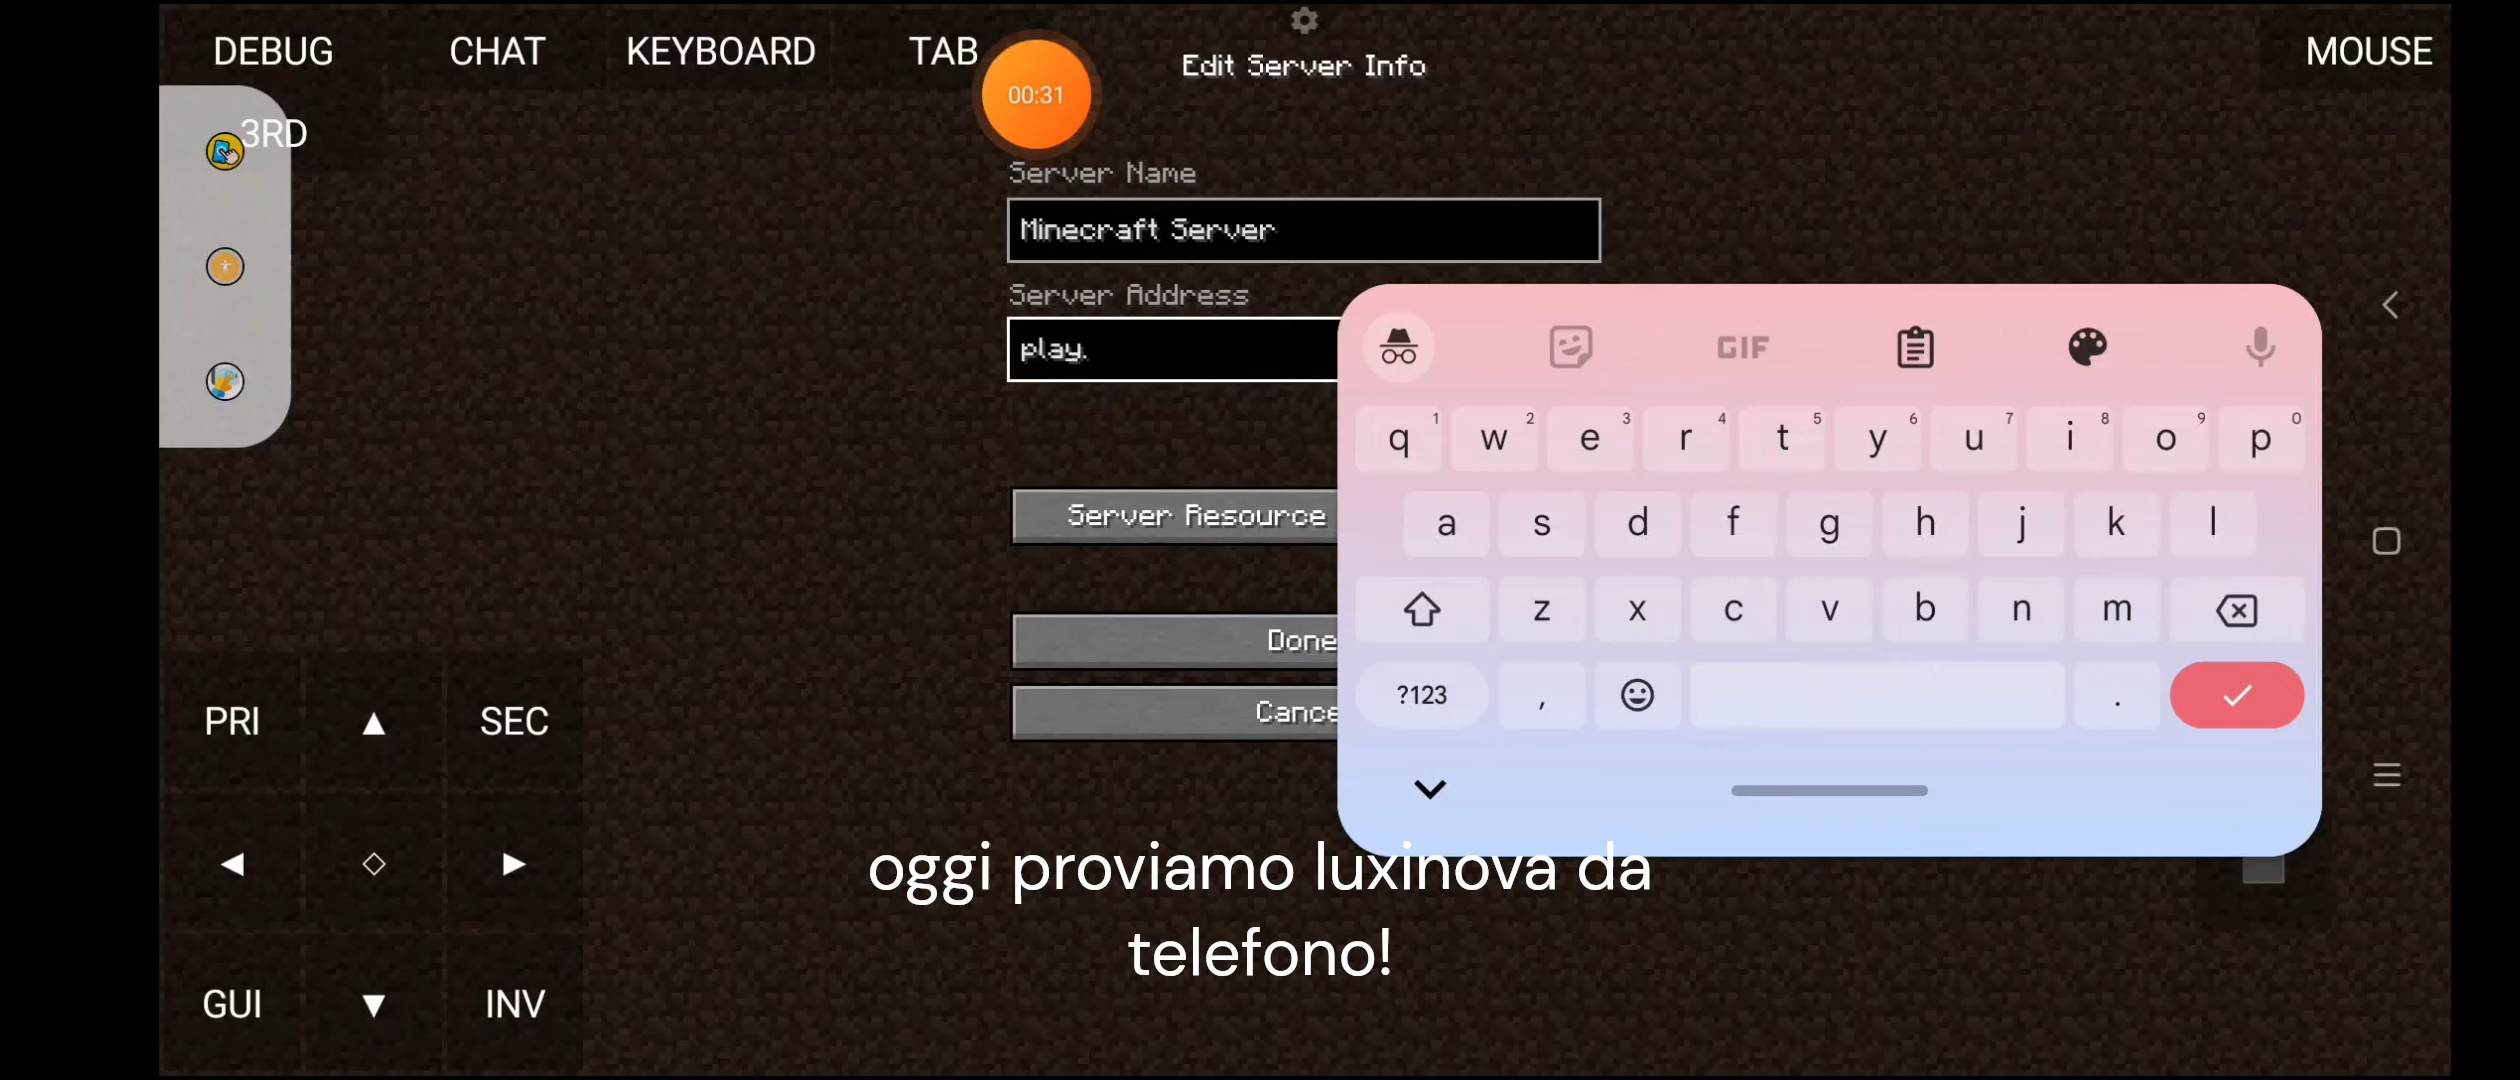 DEBUG
CHAT
KEYBOARD
TAB
MOUSE
00:31
Edit Server Info
3RD
Server Name
Minecraft Server
Server Address
play.
GIF
q 1 w 2 e 3 r 4 t 5 y 6 u 7 i 8 o 9 p 0
a s d f g h j k l
z x c v b n m
?123 , .
Server Resource
Done
Cance
PRI ▲ SEC
◀ ◇ ▶
GUI ▼ INV
oggi proviamo luxinova da
telefono!